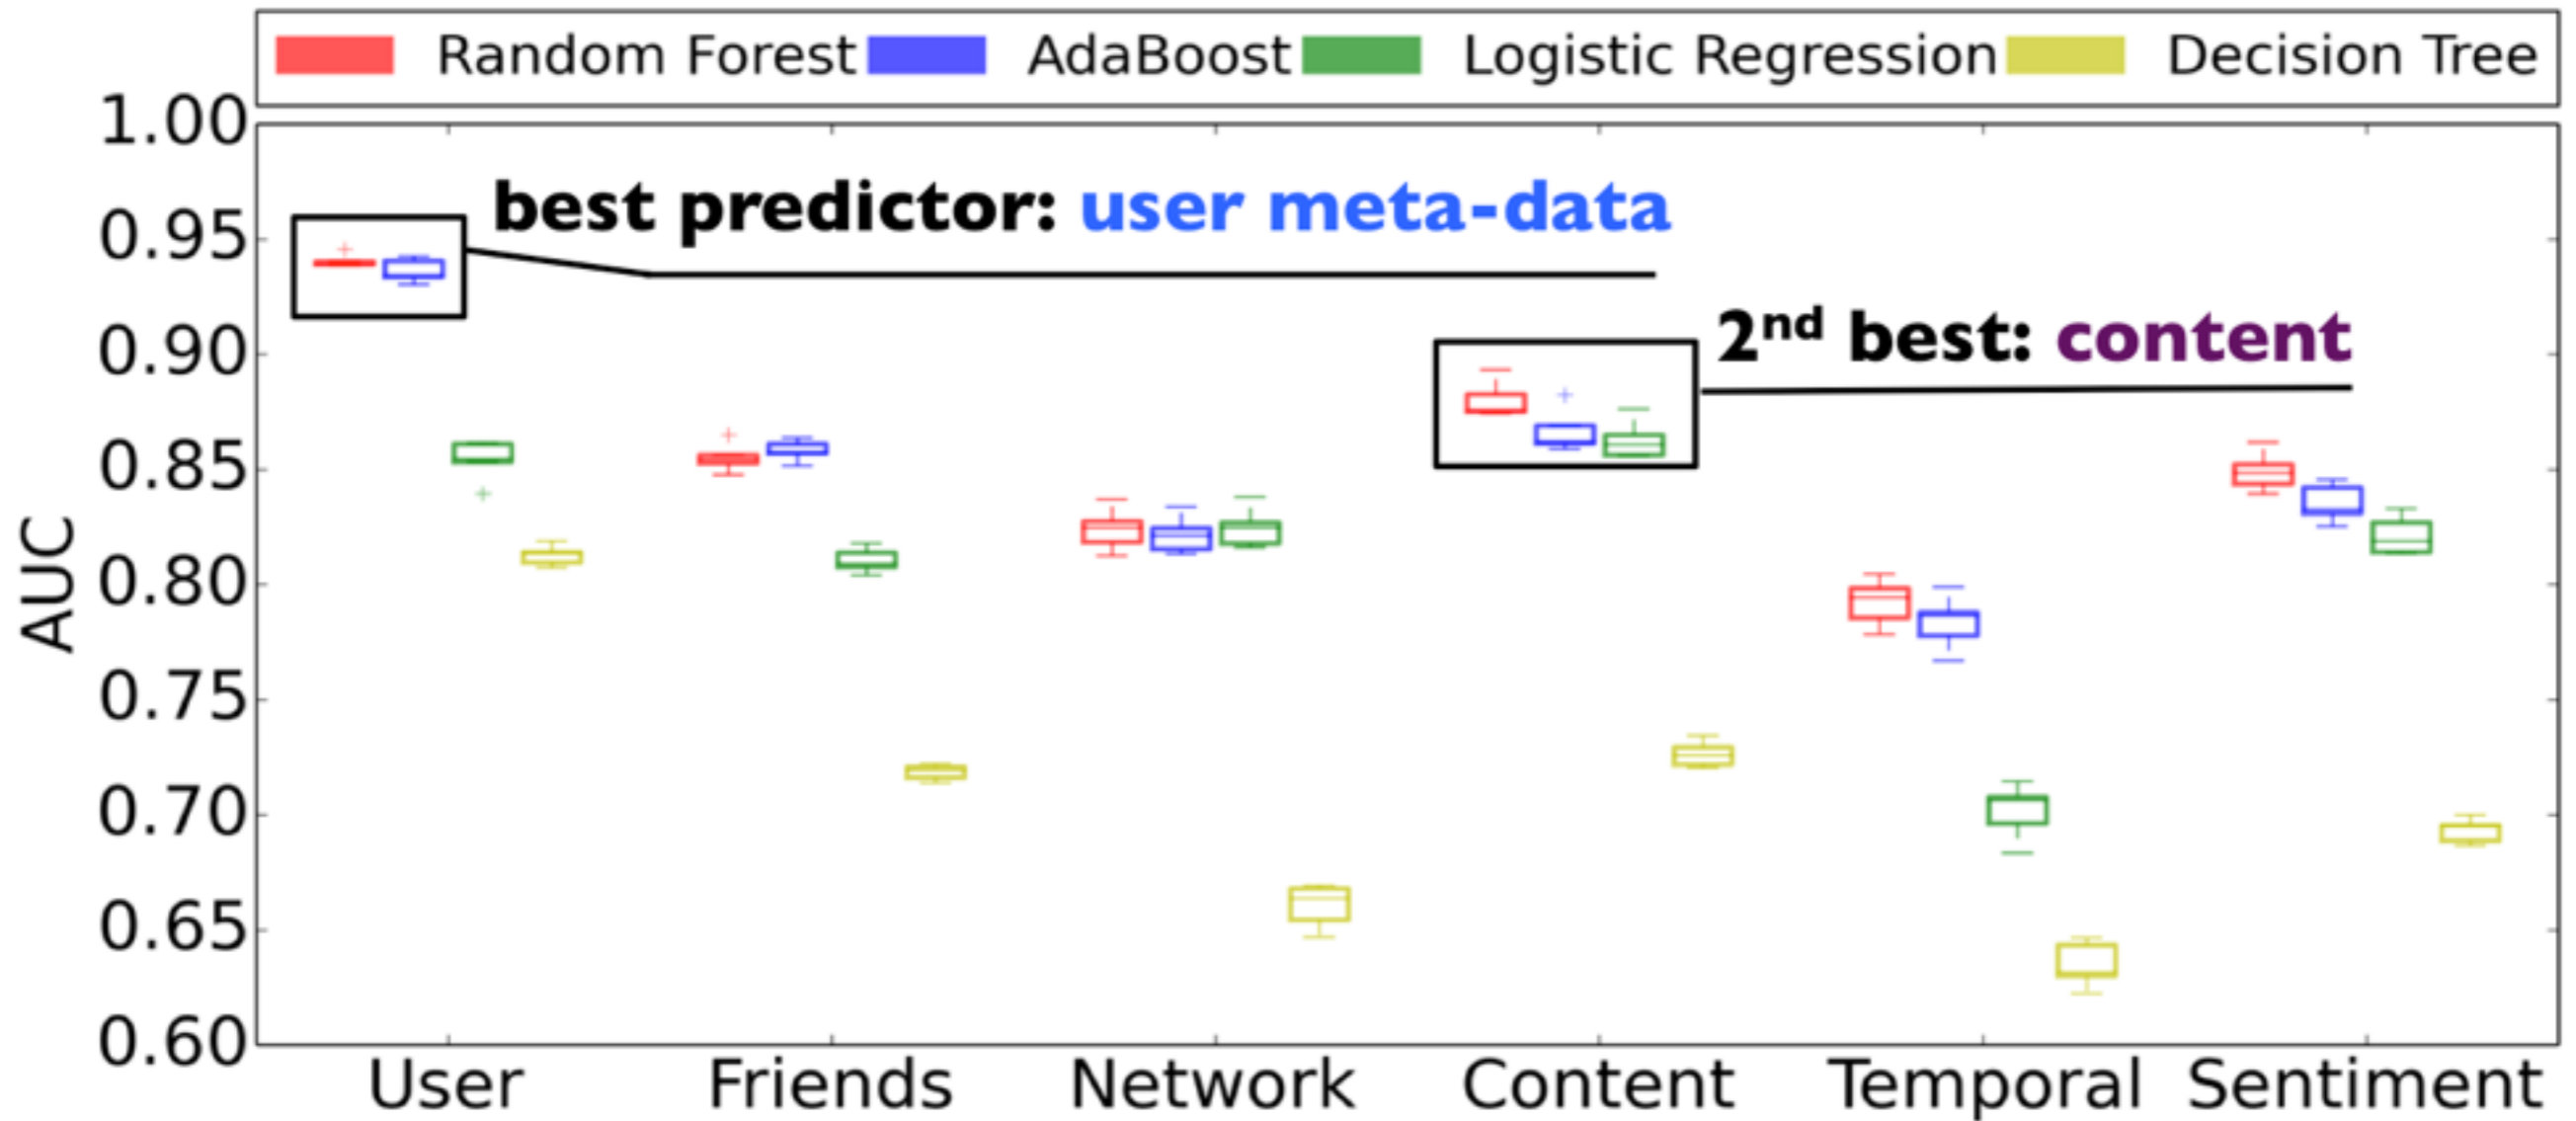 Random Forest AdaBoost Logistic Regression Decision Tree
1.00
best predictor: user meta-data
0.95
2nd best: content
0.90
0.85
0.80
0.75
0.70
0.65
0.60
AUC
User Friends Network Content Temporal Sentiment